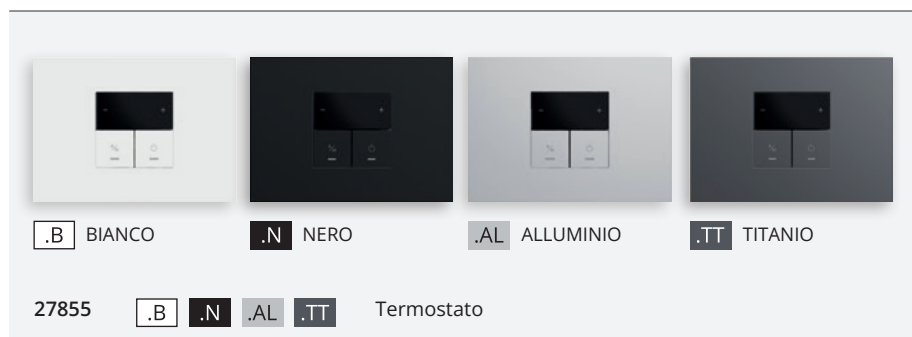 .B BIANCO .N NERO .AL ALLUMINIO .TT TITANIO
27855 .B .N .AL .TT Termostato